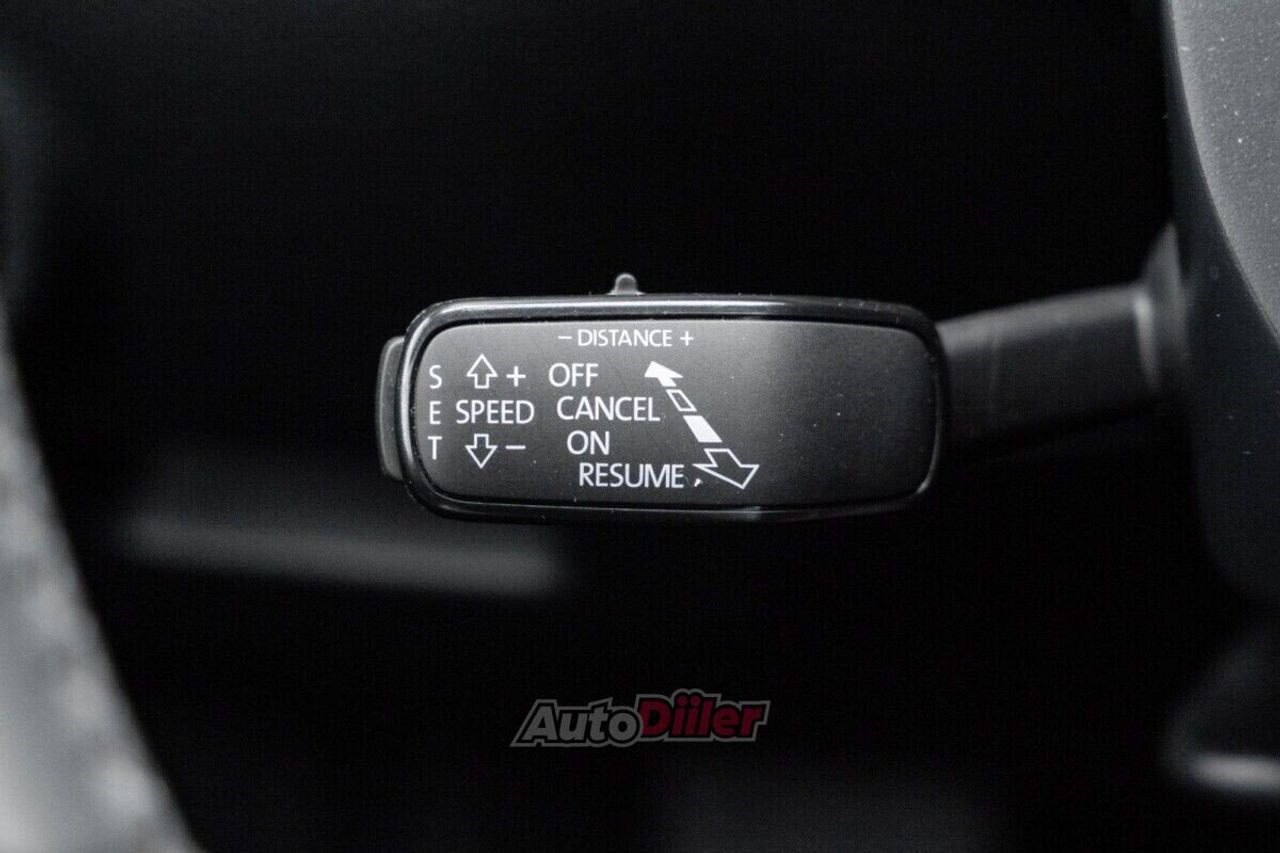 – DISTANCE +
S + OFF
E SPEED CANCEL
T – ON
RESUME
AutoDiiler